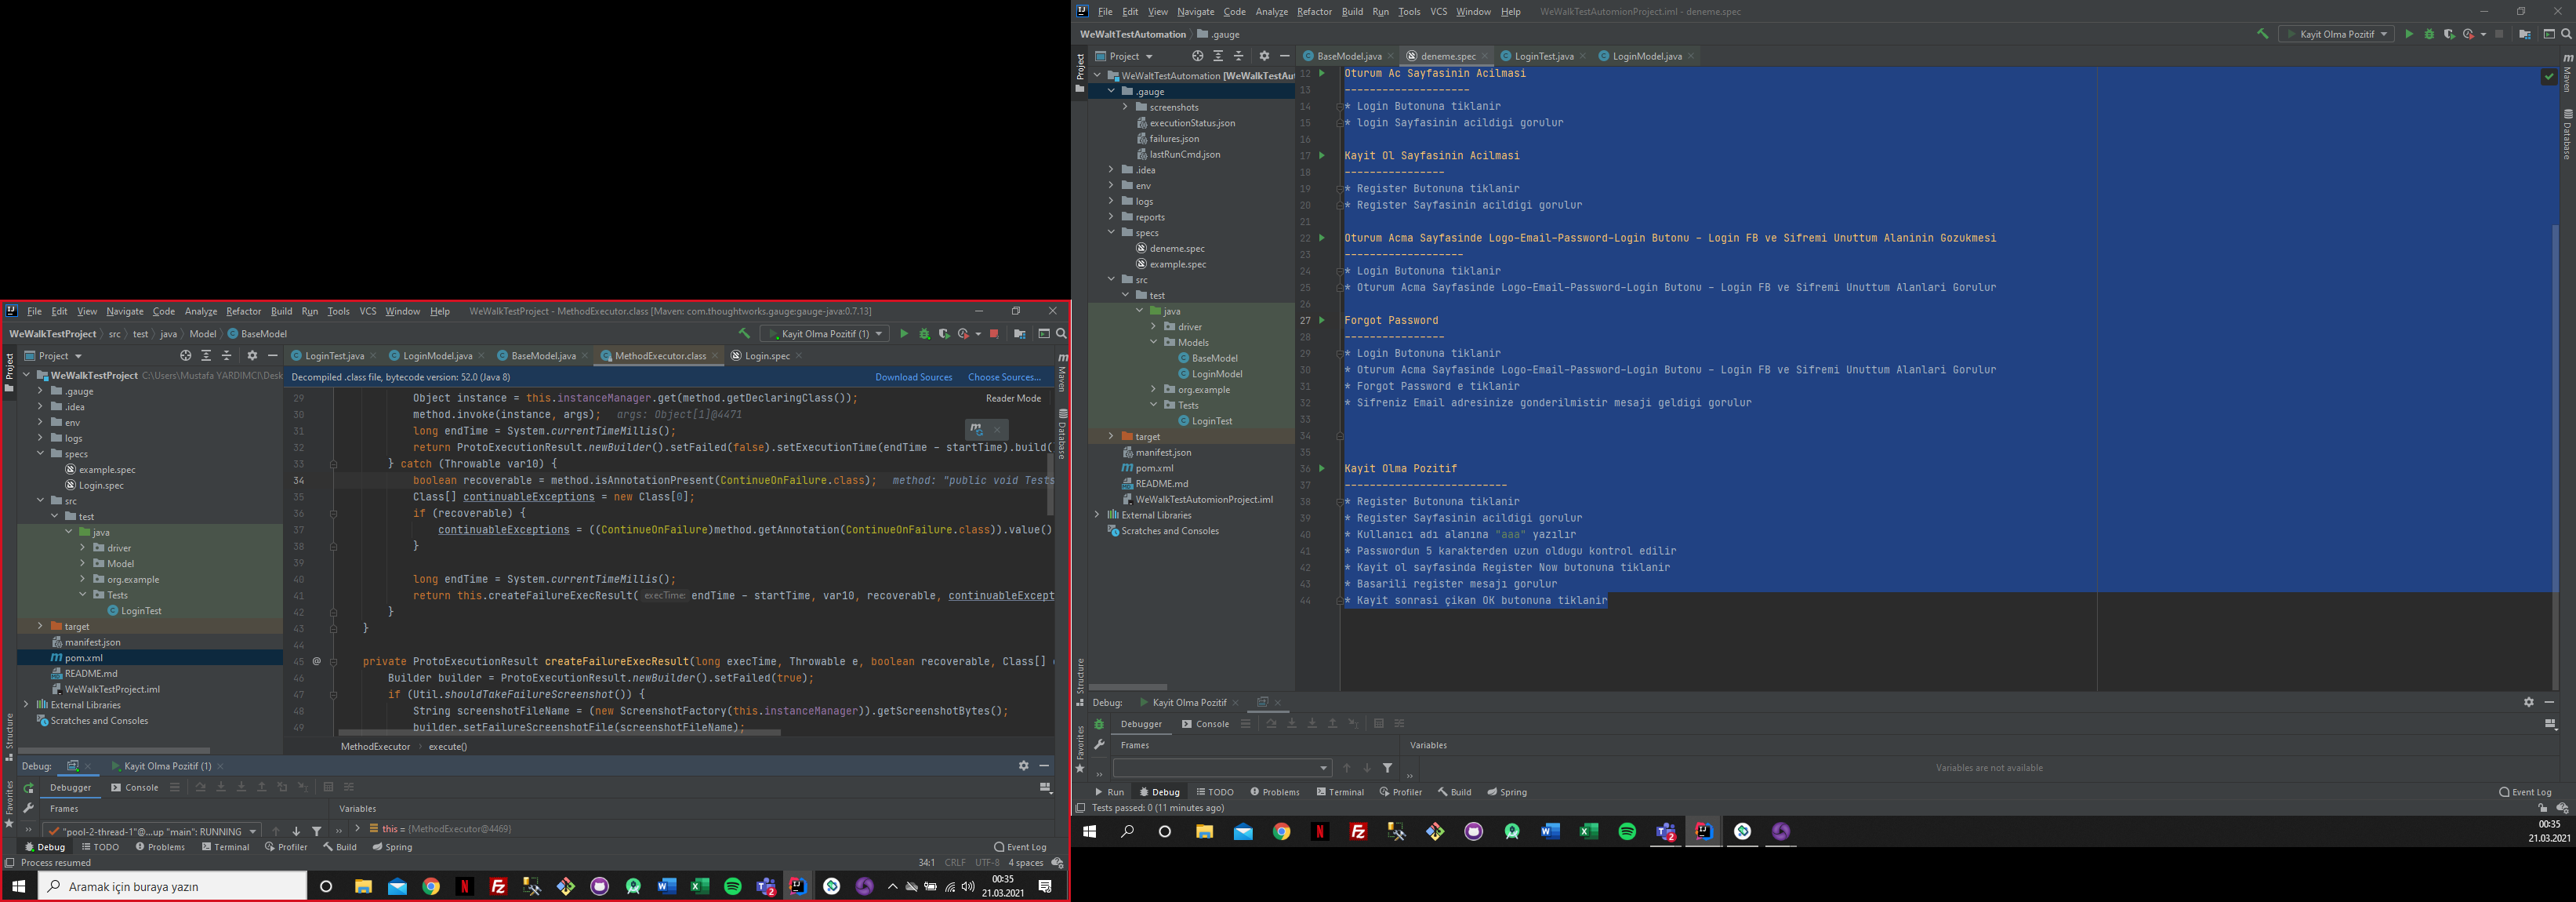 File Edit View Navigate Code Analyze Refactor Build Run Tools VCS Window Help WeWalkTestProject - MethodExecutor.class [Maven: com.thoughtworks.gauge:gauge-java:0.7.13]
WeWalkTestProject src test java Model BaseModel Kayit Olma Pozitif (1)
Project
LoginTest.java LoginModel.java BaseModel.java MethodExecutor.class Login.spec
Decompiled .class file, bytecode version: 52.0 (Java 8) Download Sources Choose Sources...
Reader Mode
WeWalkTestProject C:\Users\Mustafa YARDIMCI\Desk
.gauge
.idea
env
logs
specs
example.spec
Login.spec
src
test
java
driver
Model
org.example
Tests
LoginTest
target
manifest.json
pom.xml
README.md
WeWalkTestProject.iml
External Libraries
Scratches and Consoles
29 Object instance = this.instanceManager.get(method.getDeclaringClass());
30 method.invoke(instance, args); args: Object[1]@4471
31 long endTime = System.currentTimeMillis();
32 return ProtoExecutionResult.newBuilder().setFailed(false).setExecutionTime(endTime - startTime).build(
33 } catch (Throwable var10) {
34 boolean recoverable = method.isAnnotationPresent(ContinueOnFailure.class); method: "public void Tests
35 Class[] continuableExceptions = new Class[0];
36 if (recoverable) {
37 continuableExceptions = ((ContinueOnFailure)method.getAnnotation(ContinueOnFailure.class)).value()
38 }
39
40 long endTime = System.currentTimeMillis();
41 return this.createFailureExecResult( execTime: endTime - startTime, var10, recoverable, continuableExcept
42 }
43 }
44
45 @ private ProtoExecutionResult createFailureExecResult(long execTime, Throwable e, boolean recoverable, Class[]
46 Builder builder = ProtoExecutionResult.newBuilder().setFailed(true);
47 if (Util.shouldTakeFailureScreenshot()) {
48 String screenshotFileName = (new ScreenshotFactory(this.instanceManager)).getScreenshotBytes();
49 builder.setFailureScreenshotFile(screenshotFileName);
MethodExecutor execute()
Project
Structure
Favorites
Maven
Database
Debug: Kayit Olma Pozitif (1)
Debugger Console
Frames Variables
"pool-2-thread-1"@...up "main": RUNNING this = {MethodExecutor@4469}
Debug TODO Problems Terminal Profiler Build Spring Event Log
Process resumed 34:1 CRLF UTF-8 4 spaces
Aramak için buraya yazın 00:35
21.03.2021
File Edit View Navigate Code Analyze Refactor Build Run Tools VCS Window Help WeWalkTestAutomionProject.iml - deneme.spec
WeWaltTestAutomation .gauge Kayit Olma Pozitif
Project
BaseModel.java deneme.spec LoginTest.java LoginModel.java
WeWaltTestAutomation [WeWalkTestAut
.gauge
screenshots
executionStatus.json
failures.json
lastRunCmd.json
.idea
env
logs
reports
specs
deneme.spec
example.spec
src
test
java
driver
Models
BaseModel
LoginModel
org.example
Tests
LoginTest
target
manifest.json
pom.xml
README.md
WeWalkTestAutomionProject.iml
External Libraries
Scratches and Consoles
12 Oturum Ac Sayfasinin Acilmasi
13 --------------------
14 * Login Butonuna tiklanir
15 * login Sayfasinin acildigi gorulur
16
17 Kayit Ol Sayfasinin Acilmasi
18 ----------------
19 * Register Butonuna tiklanir
20 * Register Sayfasinin acildigi gorulur
21
22 Oturum Acma Sayfasinde Logo-Email-Password-Login Butonu - Login FB ve Sifremi Unuttum Alaninin Gozukmesi
23 -------------------
24 * Login Butonuna tiklanir
25 * Oturum Acma Sayfasinde Logo-Email-Password-Login Butonu - Login FB ve Sifremi Unuttum Alanlari Gorulur
26
27 Forgot Password
28 ----------------
29 * Login Butonuna tiklanir
30 * Oturum Acma Sayfasinde Logo-Email-Password-Login Butonu - Login FB ve Sifremi Unuttum Alanlari Gorulur
31 * Forgot Password e tiklanir
32 * Sifreniz Email adresinize gonderilmistir mesaji geldigi gorulur
33
34
35
36 Kayit Olma Pozitif
37 --------------------------
38 * Register Butonuna tiklanir
39 * Register Sayfasinin acildigi gorulur
40 * Kullanıcı adı alanına "aaa" yazılır
41 * Passwordun 5 karakterden uzun oldugu kontrol edilir
42 * Kayit ol sayfasinda Register Now butonuna tiklanir
43 * Basarili register mesajı gorulur
44 * Kayit sonrasi çikan OK butonuna tiklanir
Project
Structure
Favorites
Maven
Database
Debug: Kayit Olma Pozitif
Debugger Console
Frames Variables
Variables are not available
Run Debug TODO Problems Terminal Profiler Build Spring Event Log
Tests passed: 0 (11 minutes ago)
00:35
21.03.2021